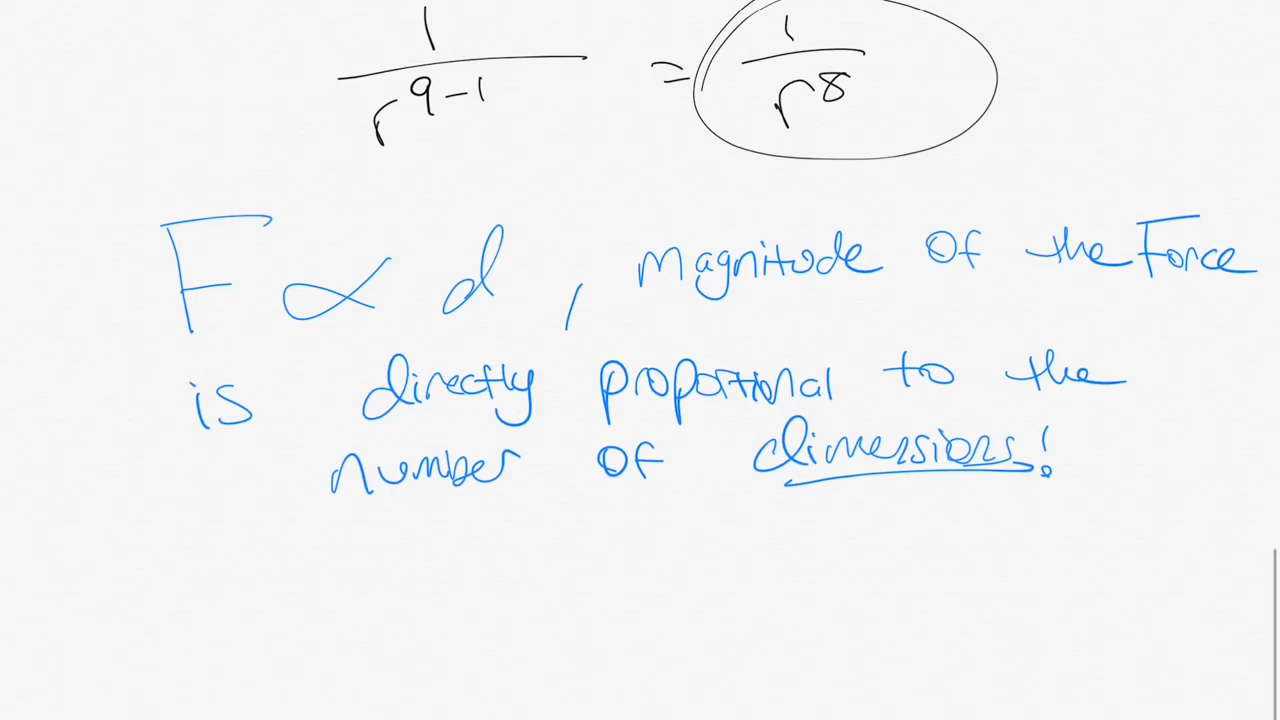 1/r^9-1 = 1/r^8
F ∝ d, magnitude of the Force
is directly proportional to the
number of dimensions!